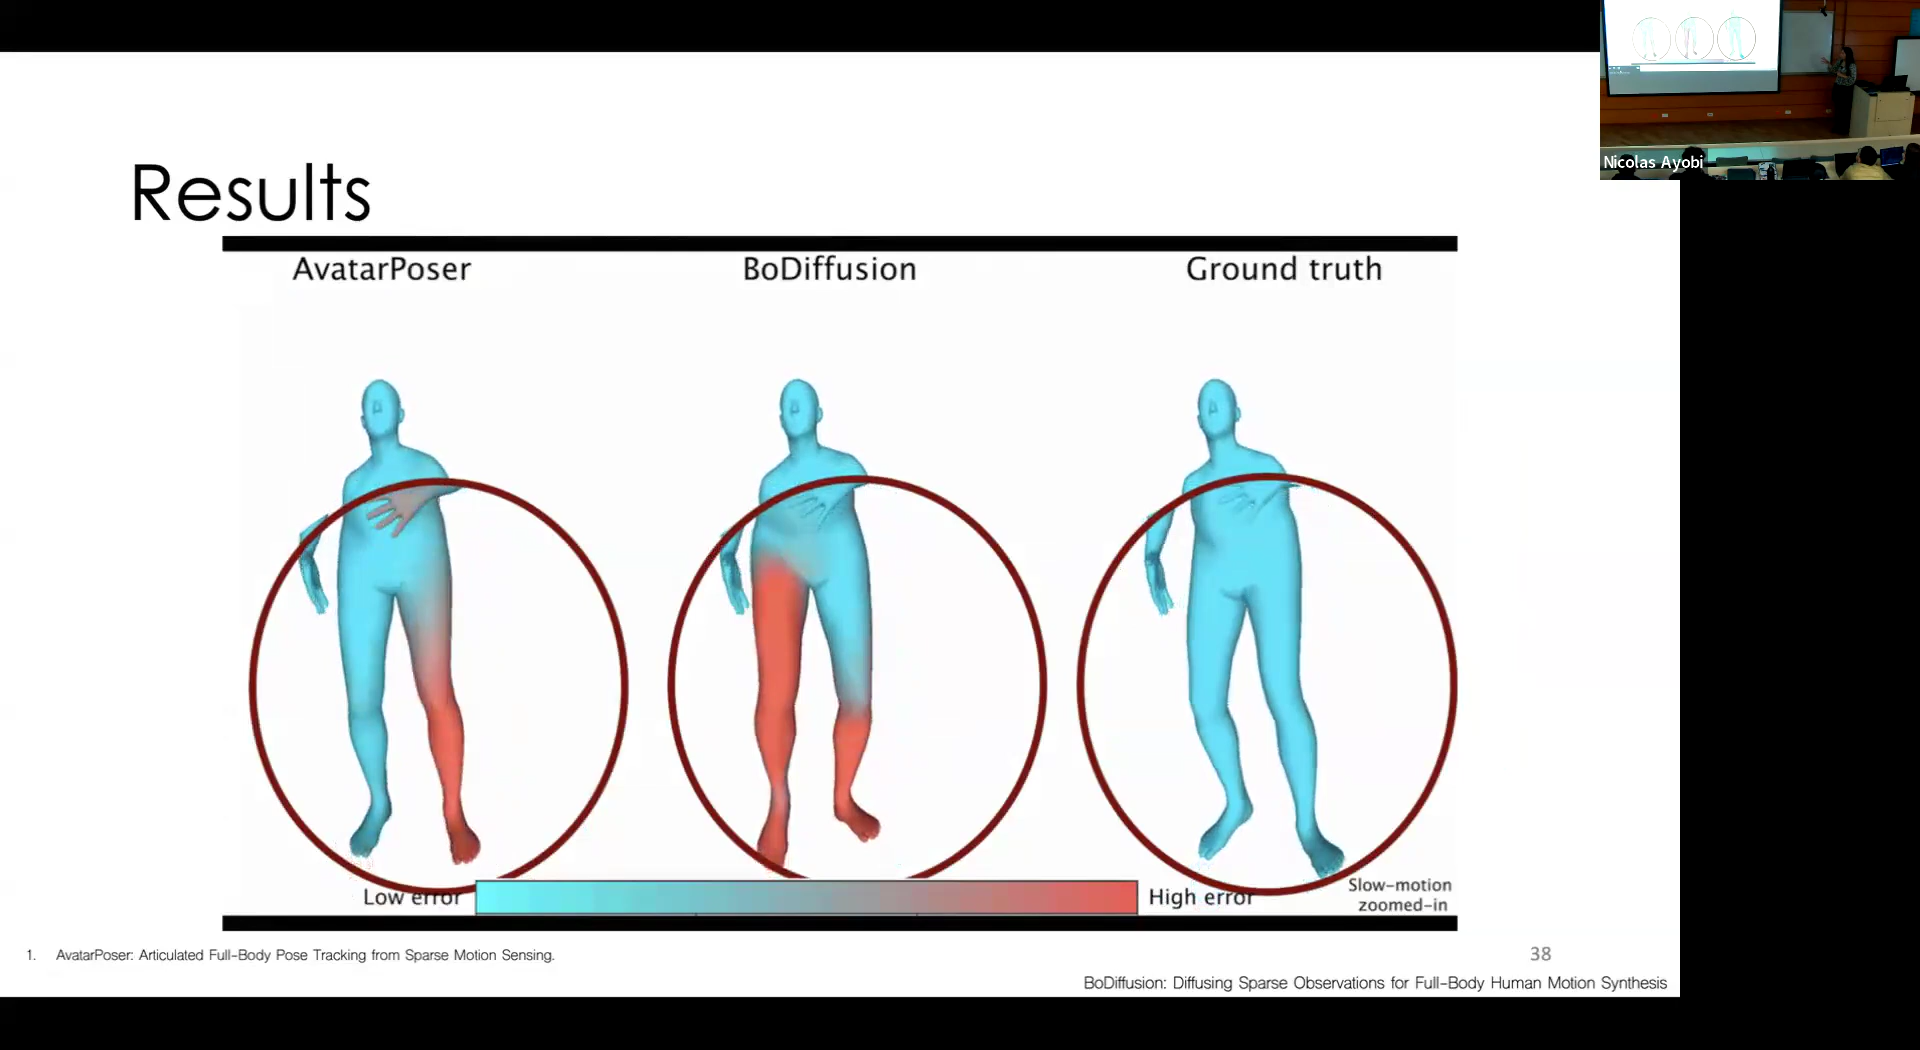 Nicolas Ayobi
Results
AvatarPoser
BoDiffusion
Ground truth
Low error
High error
Slow-motion
zoomed-in
1. AvatarPoser: Articulated Full-Body Pose Tracking from Sparse Motion Sensing.
38
BoDiffusion: Diffusing Sparse Observations for Full-Body Human Motion Synthesis